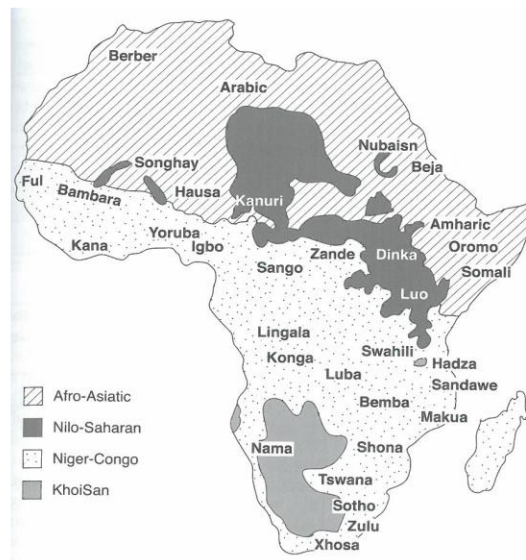 Berber
Arabic
Nubaisn
Beja
Songhay
Ful
Bambara
Hausa
Kanuri
Amharic
Oromo
Yoruba
Kana
Igbo
Zande
Dinka
Sango
Somali
Luo
Lingala
Swahili
Konga
Hadza
Luba
Sandawe
Afro-Asiatic
Bemba
Makua
Nilo-Saharan
Nama
Shona
Niger-Congo
Tswana
KhoiSan
Sotho
Zulu
Xhosa